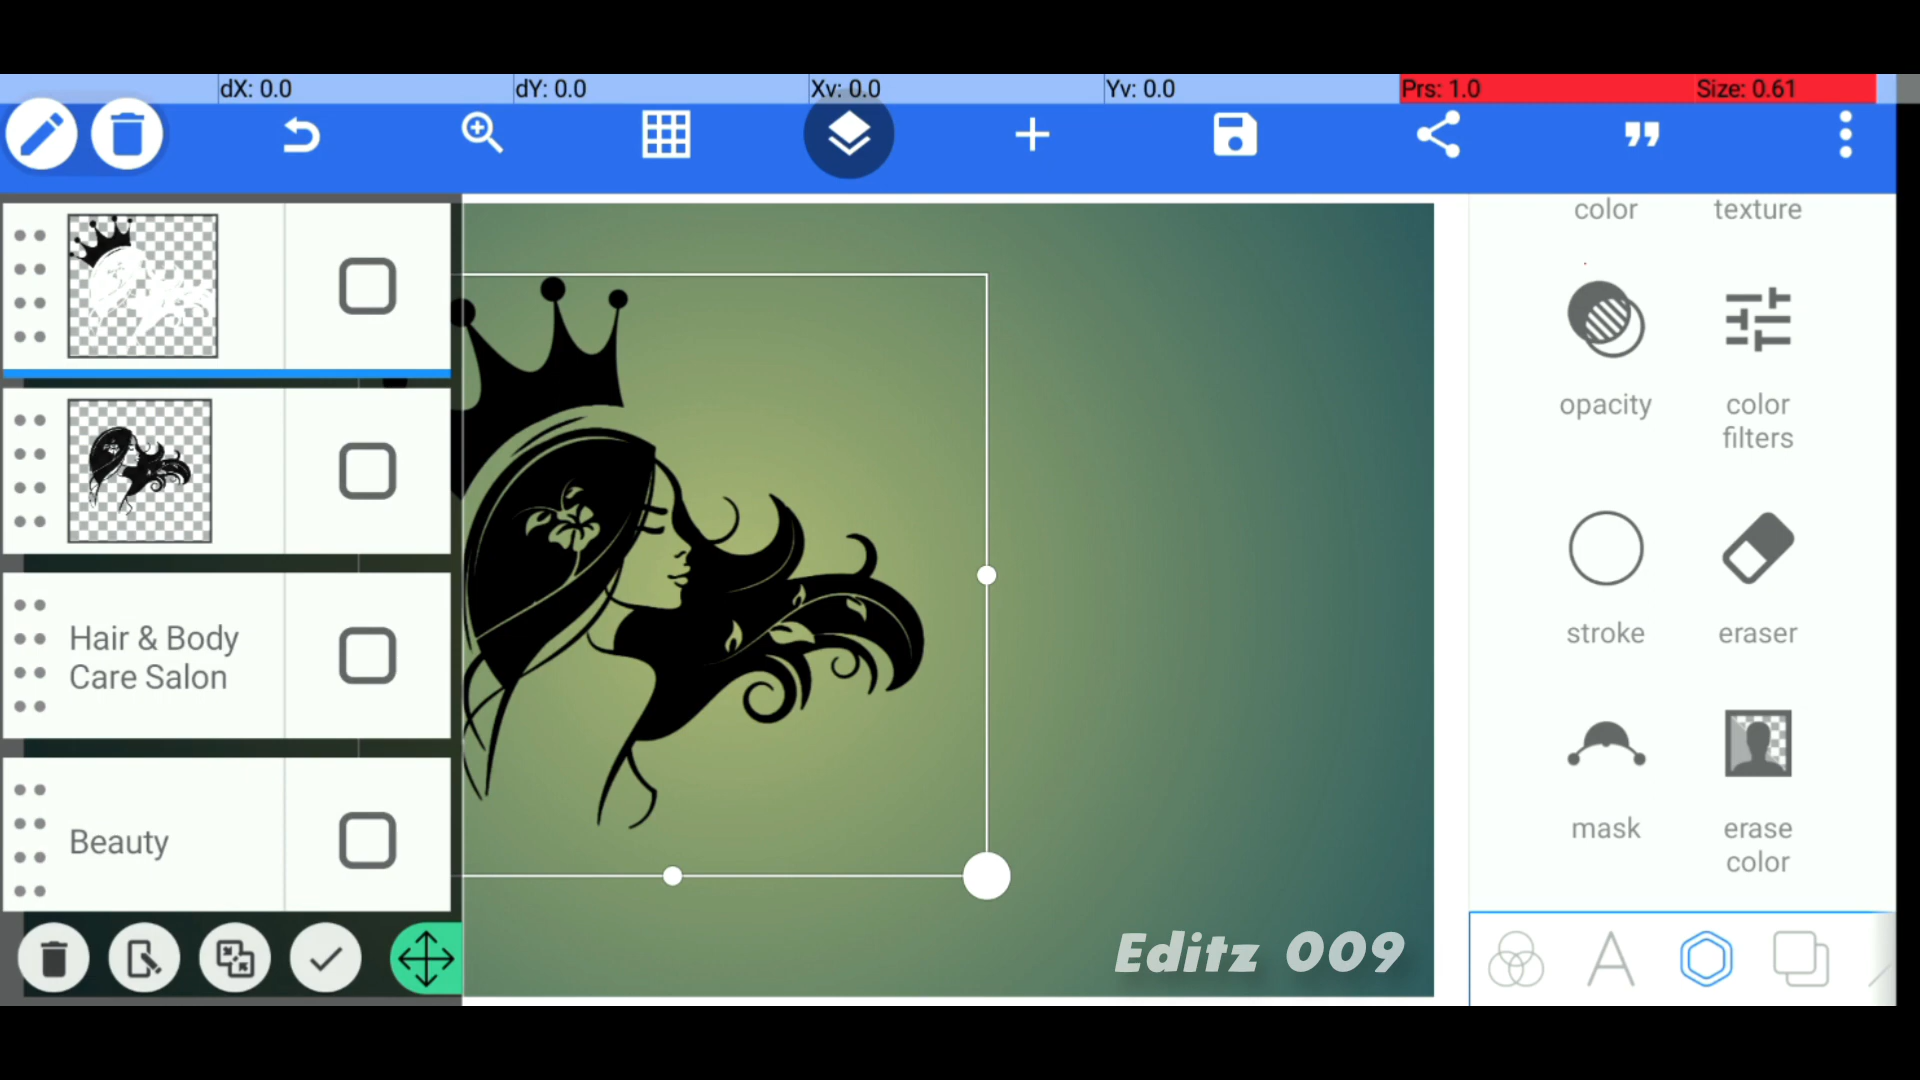 dX: 0.0 dY: 0.0 Xv: 0.0 Yv: 0.0 Prs: 1.0 Size: 0.61
color texture
opacity color
filters
stroke eraser
mask erase
color
Hair & Body
Care Salon
Beauty
Editz 009